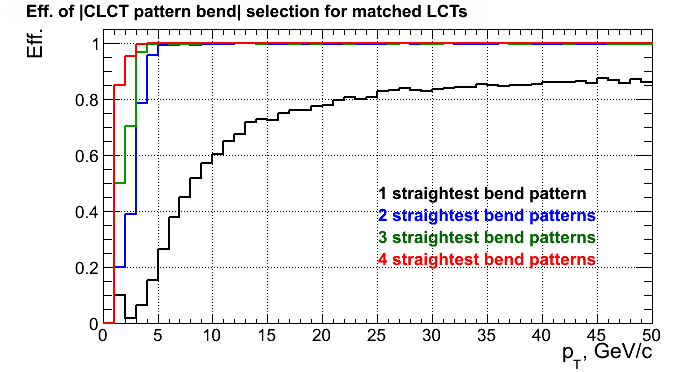 Eff. of |CLCT pattern bend| selection for matched LCTs
Eff.
1
0.8
0.6
0.4
0.2
0
1 straightest bend pattern
2 straightest bend patterns
3 straightest bend patterns
4 straightest bend patterns
0 5 10 15 20 25 30 35 40 45 50
p_T, GeV/c